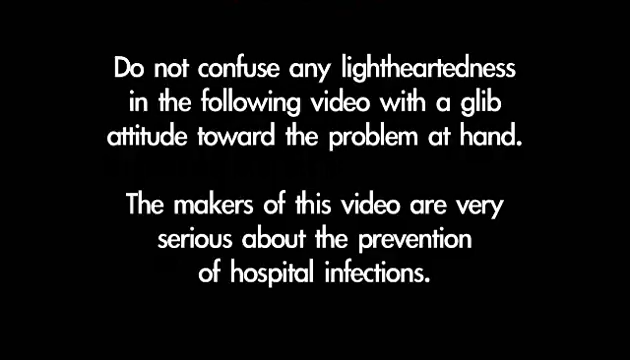 Do not confuse any lightheartedness
in the following video with a glib
attitude toward the problem at hand.
The makers of this video are very
serious about the prevention
of hospital infections.